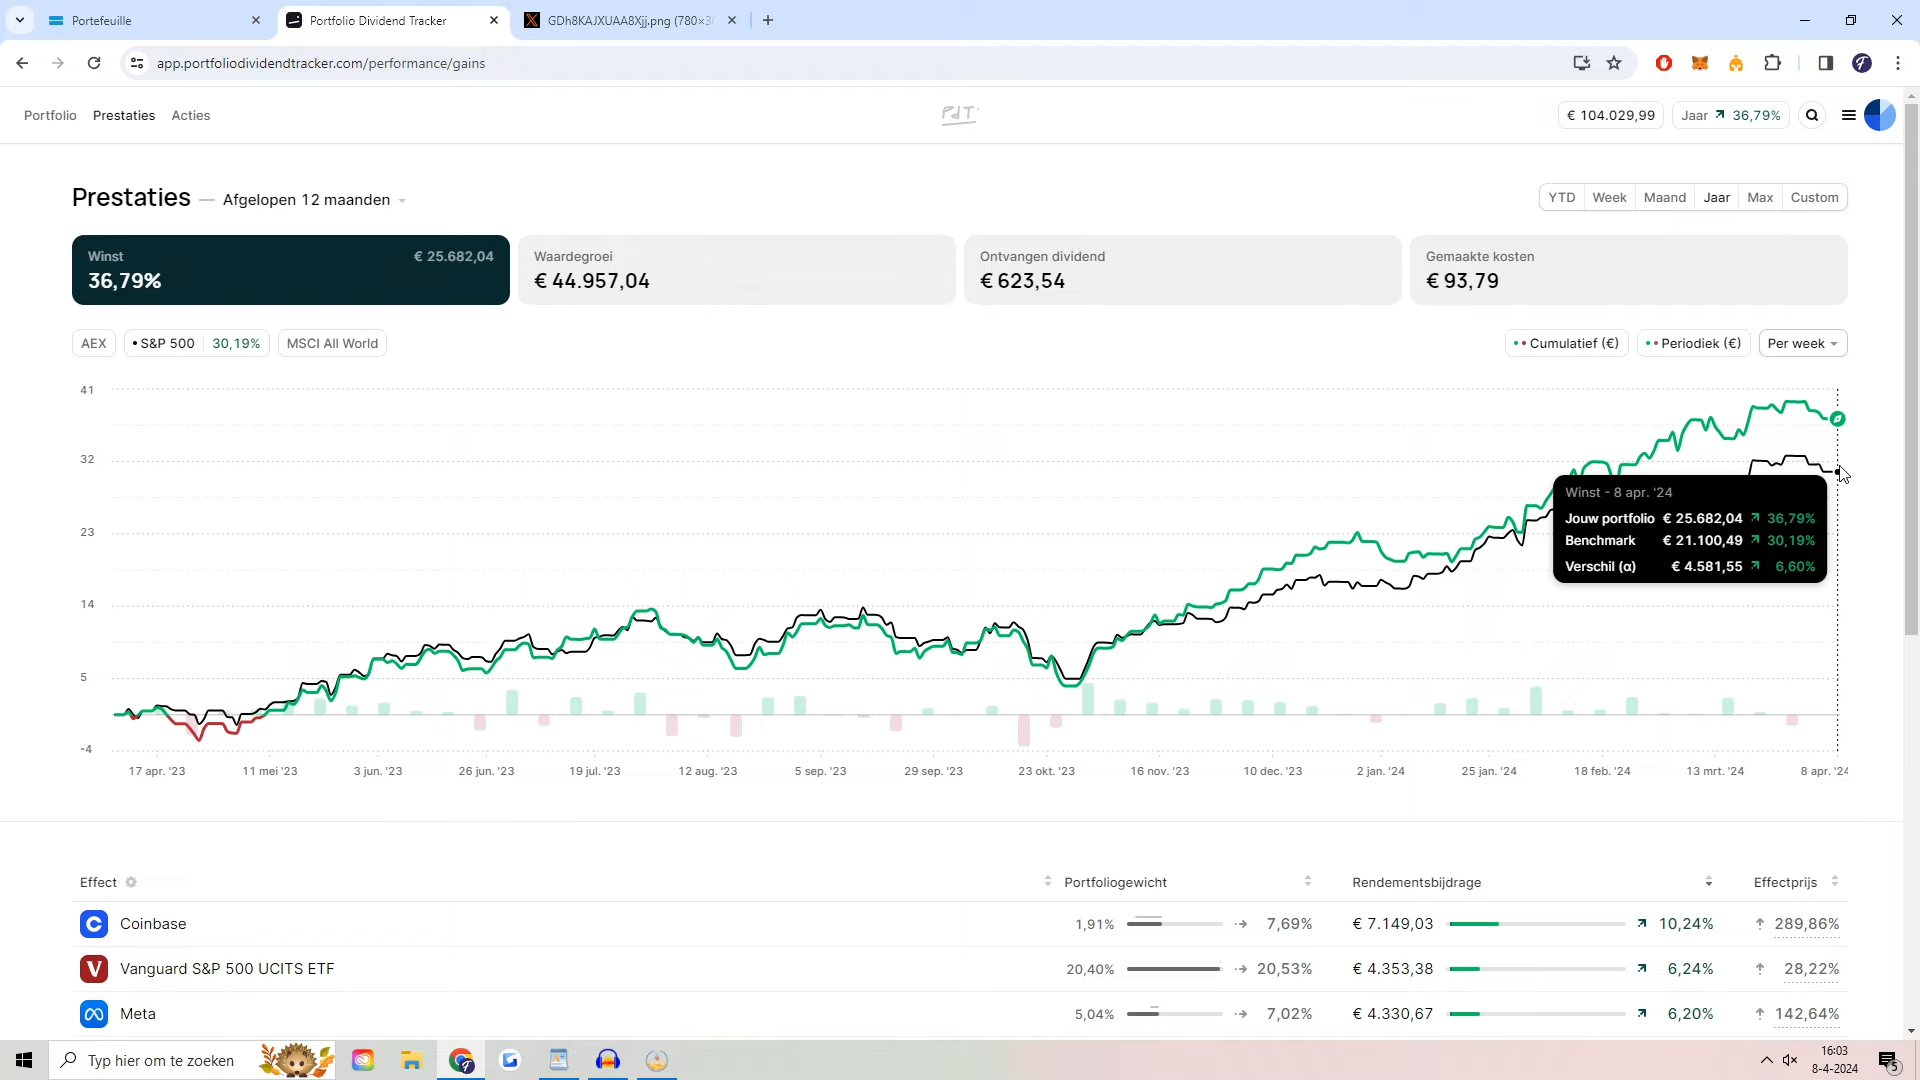 Portefeuille
Portfolio Dividend Tracker
GDh8KAJXUAA8Xjj.png (780×3
app.portfoliodividendtracker.com/performance/gains
Portfolio Prestaties Acties
PdT
€ 104.029,99 Jaar 36,79%
Prestaties — Afgelopen 12 maanden
YTD Week Maand Jaar Max Custom
Winst € 25.682,04
36,79%
Waardegroei
€ 44.957,04
Ontvangen dividend
€ 623,54
Gemaakte kosten
€ 93,79
AEX S&P 500 30,19% MSCI All World
Cumulatief (€) Periodiek (€) Per week
41
32
23
14
5
-4
Winst - 8 apr. '24
Jouw portfolio € 25.682,04 36,79%
Benchmark € 21.100,49 30,19%
Verschil (α) € 4.581,55 6,60%
17 apr. '23 11 mei '23 3 jun. '23 26 jun. '23 19 jul. '23 12 aug. '23 5 sep. '23 29 sep. '23 23 okt. '23 16 nov. '23 10 dec. '23 2 jan. '24 25 jan. '24 18 feb. '24 13 mrt. '24 8 apr. '24
Effect Portfoliogewicht Rendementsbijdrage Effectprijs
Coinbase 1,91% 7,69% € 7.149,03 10,24% 289,86%
Vanguard S&P 500 UCITS ETF 20,40% 20,53% € 4.353,38 6,24% 28,22%
Meta 5,04% 7,02% € 4.330,67 6,20% 142,64%
Typ hier om te zoeken
16:03
8-4-2024
5